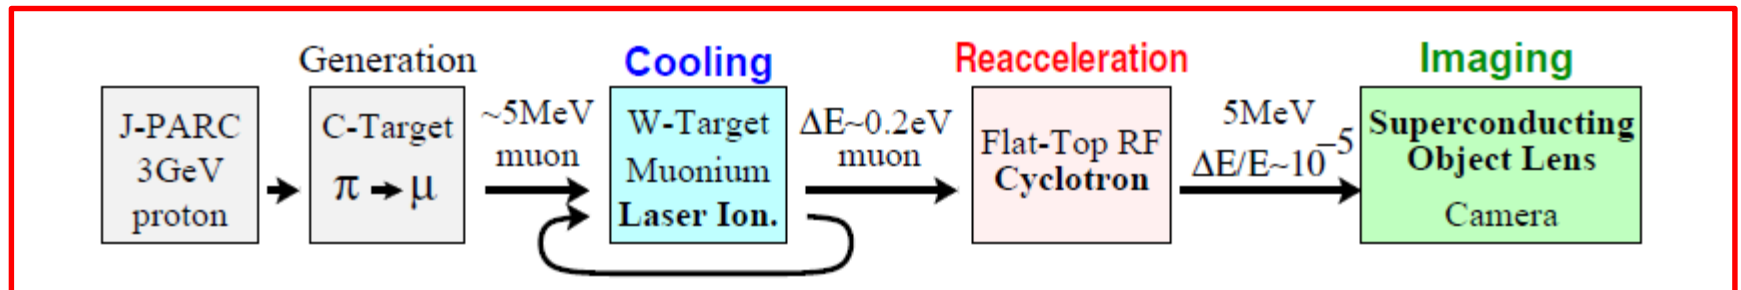 Generation
Cooling
Reacceleration
Imaging
J-PARC
3GeV
proton
C-Target
π → μ
~5MeV
muon
W-Target
Muonium
Laser Ion.
ΔE~0.2eV
muon
Flat-Top RF
Cyclotron
5MeV
ΔE/E~10⁻⁵
Superconducting
Object Lens
Camera